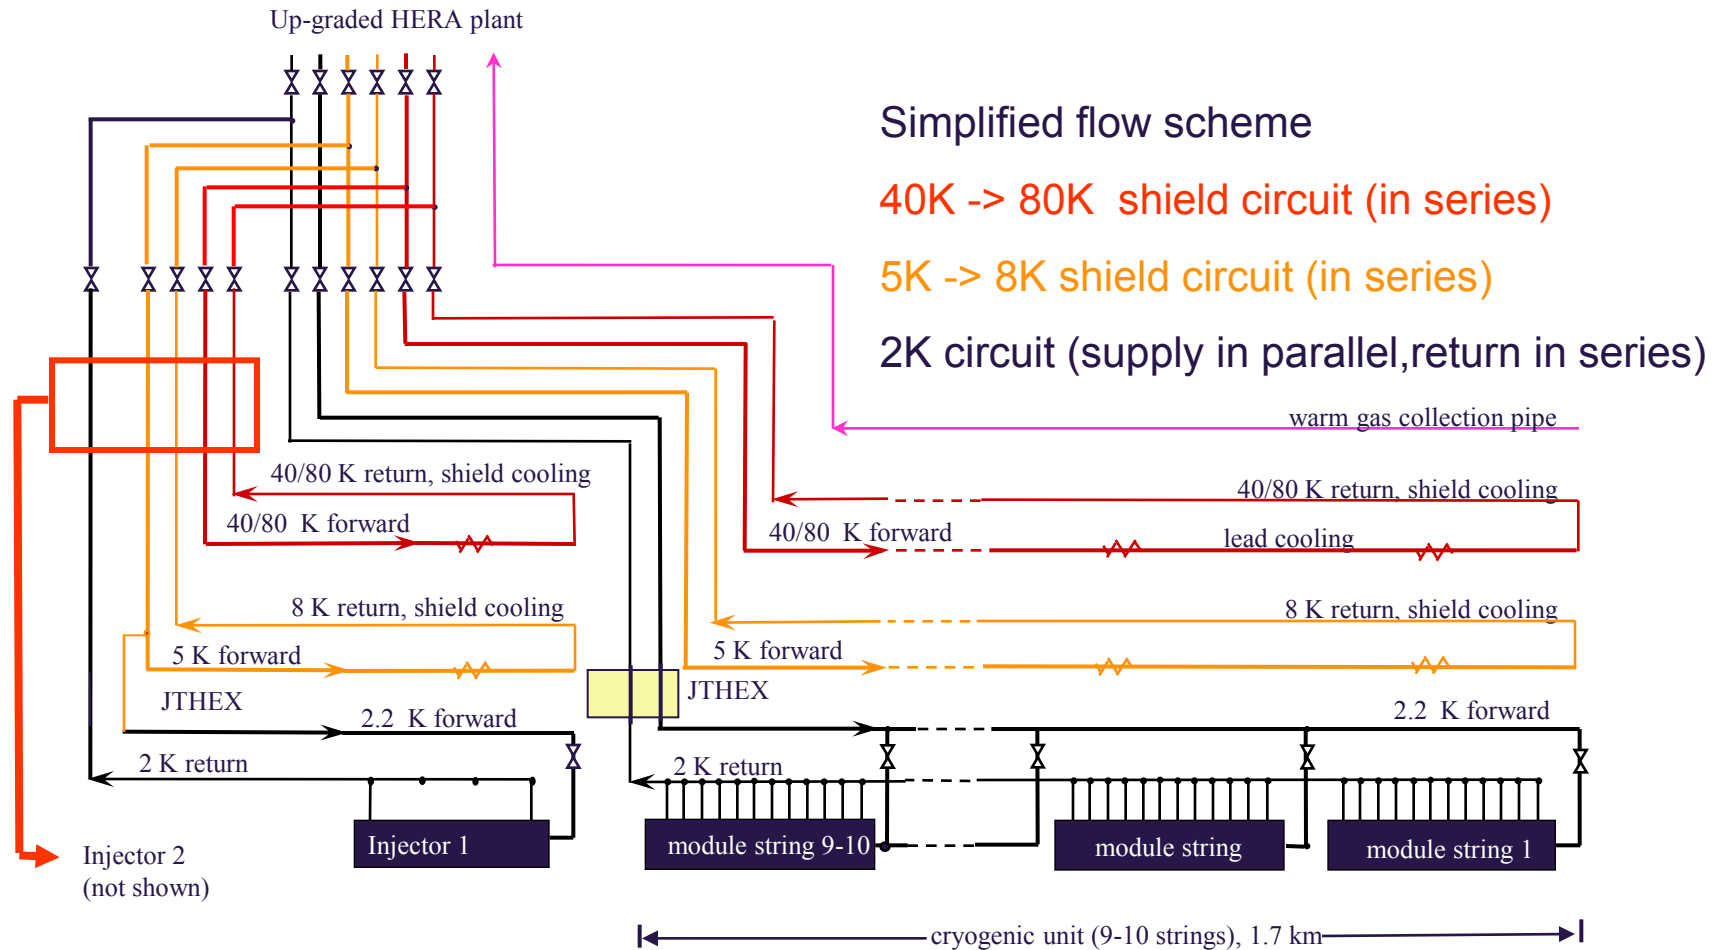 Up-graded HERA plant
Simplified flow scheme
40K -> 80K  shield circuit (in series)
5K -> 8K shield circuit (in series)
2K circuit (supply in parallel,return in series)
warm gas collection pipe
40/80 K return, shield cooling
40/80 K return, shield cooling
40/80  K forward
40/80  K forward
lead cooling
8 K return, shield cooling
8 K return, shield cooling
5 K forward
5 K forward
JTHEX
JTHEX
2.2  K forward
2.2  K forward
2 K return
2 K return
Injector 1
module string 9-10
module string
module string 1
Injector 2
(not shown)
cryogenic unit (9-10 strings), 1.7 km